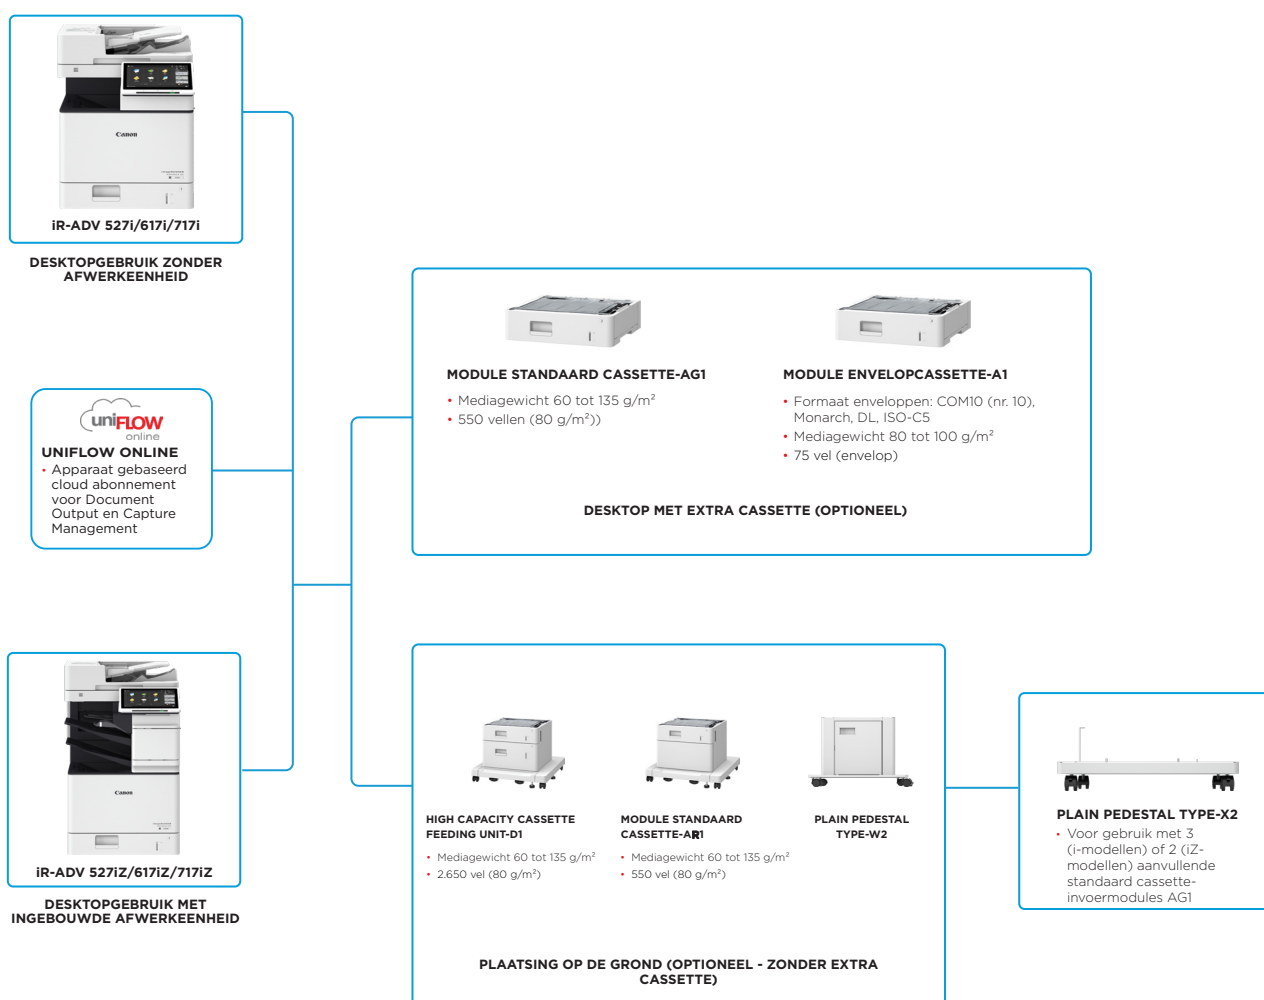 Canon
iR-ADV 527i/617i/717i
DESKTOPGEBRUIK ZONDER
AFWERKEENHEID
uniFLOW
online
UNIFLOW ONLINE
• Apparaat gebaseerd
cloud abonnement
voor Document
Output en Capture
Management
Canon
iR-ADV 527iZ/617iZ/717iZ
DESKTOPGEBRUIK MET
INGEBOUWDE AFWERKEENHEID
MODULE STANDAARD CASSETTE-AG1
• Mediagewicht 60 tot 135 g/m²
• 550 vellen (80 g/m²))
MODULE ENVELOPCASSETTE-A1
• Formaat enveloppen: COM10 (nr. 10),
Monarch, DL, ISO-C5
• Mediagewicht 80 tot 100 g/m²
• 75 vel (envelop)
DESKTOP MET EXTRA CASSETTE (OPTIONEEL)
HIGH CAPACITY CASSETTE
FEEDING UNIT-D1
• Mediagewicht 60 tot 135 g/m²
• 2.650 vel (80 g/m²)
MODULE STANDAARD
CASSETTE-AR1
• Mediagewicht 60 tot 135 g/m²
• 550 vel (80 g/m²)
PLAIN PEDESTAL
TYPE-W2
PLAATSING OP DE GROND (OPTIONEEL - ZONDER EXTRA
CASSETTE)
PLAIN PEDESTAL TYPE-X2
• Voor gebruik met 3
(i-modellen) of 2 (iZ-
modellen) aanvullende
standaard cassette-
invoermodules AG1